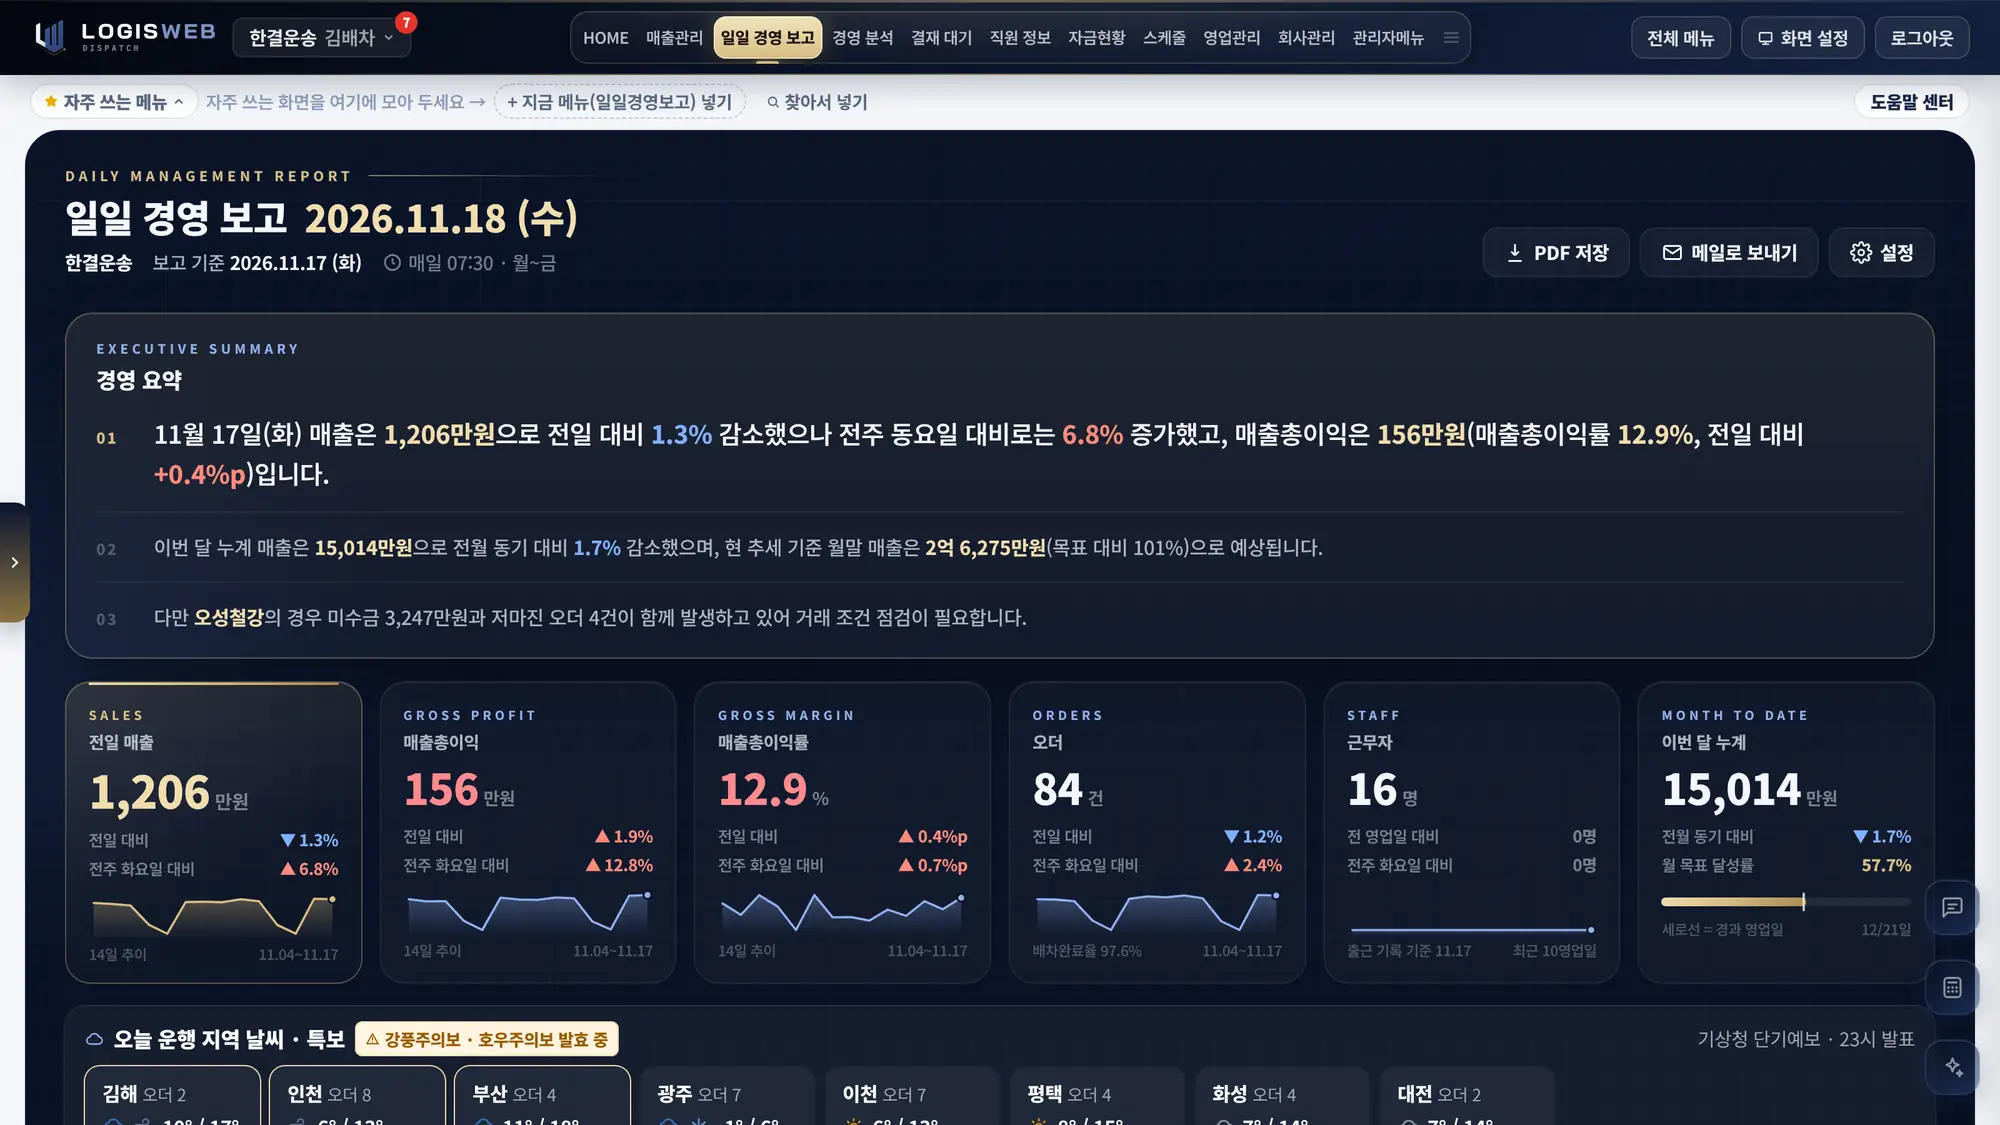 LOGISWEB
DISPATCH
한결운송 김배차
7
HOME
매출관리
일일 경영 보고
경영 분석
결재 대기
직원 정보
자금현황
스케줄
영업관리
회사관리
관리자메뉴
전체 메뉴
화면 설정
로그아웃
자주 쓰는 메뉴
자주 쓰는 화면을 여기에 모아 두세요 →
+ 지금 메뉴(일일경영보고) 넣기
찾아서 넣기
도움말 센터
DAILY MANAGEMENT REPORT
일일 경영 보고 2026.11.18 (수)
한결운송 보고 기준 2026.11.17 (화) 매일 07:30 · 월~금
PDF 저장
메일로 보내기
설정
EXECUTIVE SUMMARY
경영 요약
01 11월 17일(화) 매출은 1,206만원으로 전일 대비 1.3% 감소했으나 전주 동요일 대비로는 6.8% 증가했고, 매출총이익은 156만원(매출총이익률 12.9%, 전일 대비
+0.4%p)입니다.
02 이번 달 누계 매출은 15,014만원으로 전월 동기 대비 1.7% 감소했으며, 현 추세 기준 월말 매출은 2억 6,275만원(목표 대비 101%)으로 예상됩니다.
03 다만 오성철강의 경우 미수금 3,247만원과 저마진 오더 4건이 함께 발생하고 있어 거래 조건 점검이 필요합니다.
SALES
전일 매출
1,206 만원
전일 대비 ▼1.3%
전주 화요일 대비 ▲6.8%
14일 추이 11.04~11.17
GROSS PROFIT
매출총이익
156 만원
전일 대비 ▲1.9%
전주 화요일 대비 ▲12.8%
14일 추이 11.04~11.17
GROSS MARGIN
매출총이익률
12.9 %
전일 대비 ▲0.4%p
전주 화요일 대비 ▲0.7%p
14일 추이 11.04~11.17
ORDERS
오더
84 건
전일 대비 ▼1.2%
전주 화요일 대비 ▲2.4%
배차완료율 97.6% 11.04~11.17
STAFF
근무자
16 명
전 영업일 대비 0명
전주 화요일 대비 0명
출근 기록 기준 11.17 최근 10영업일
MONTH TO DATE
이번 달 누계
15,014 만원
전월 동기 대비 ▼1.7%
월 목표 달성률 57.7%
세로선 = 경과 영업일 12/21일
오늘 운행 지역 날씨 · 특보
⚠ 강풍주의보 · 호우주의보 발효 중
기상청 단기예보 · 23시 발표
김해 오더 2
인천 오더 8
부산 오더 4
광주 오더 7
이천 오더 7
평택 오더 4
화성 오더 4
대전 오더 2